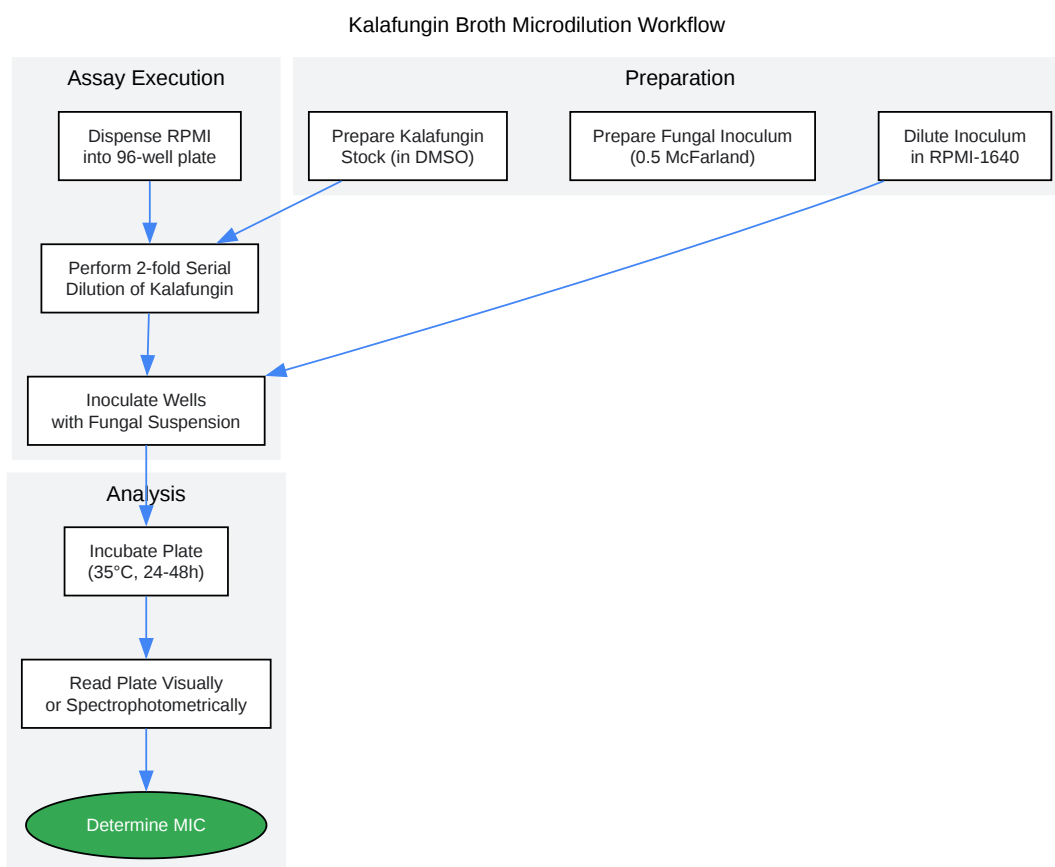 Kalafungin Broth Microdilution Workflow
Assay Execution
Preparation
Dispense RPMI
into 96-well plate
Prepare Kalafungin
Stock (in DMSO)
Prepare Fungal Inoculum
(0.5 McFarland)
Dilute Inoculum
in RPMI-1640
Perform 2-fold Serial
Dilution of Kalafungin
Inoculate Wells
with Fungal Suspension
Analysis
Incubate Plate
(35°C, 24-48h)
Read Plate Visually
or Spectrophotometrically
Determine MIC